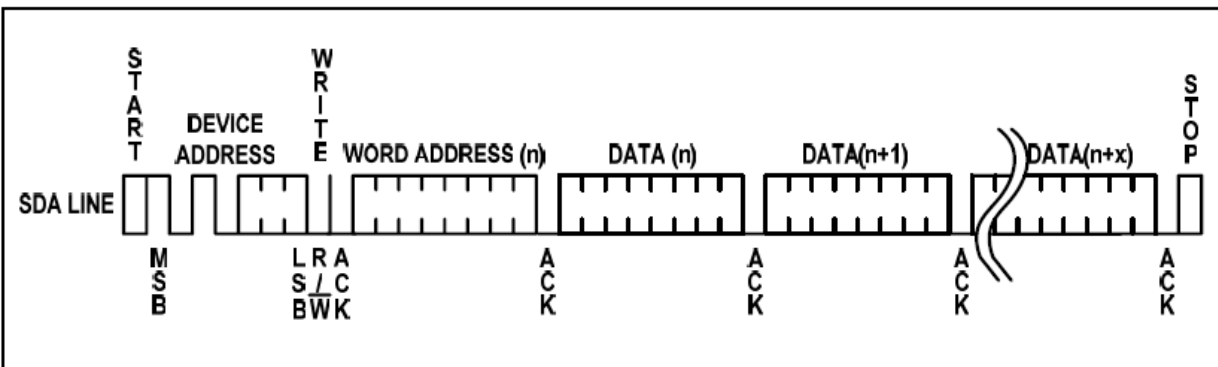 START
DEVICE
ADDRESS
WRITE
WORD ADDRESS (n)
DATA (n)
DATA(n+1)
DATA(n+x)
STOP
SDA LINE
MSB
LSB
R/W
ACK
ACK
ACK
ACK
ACK